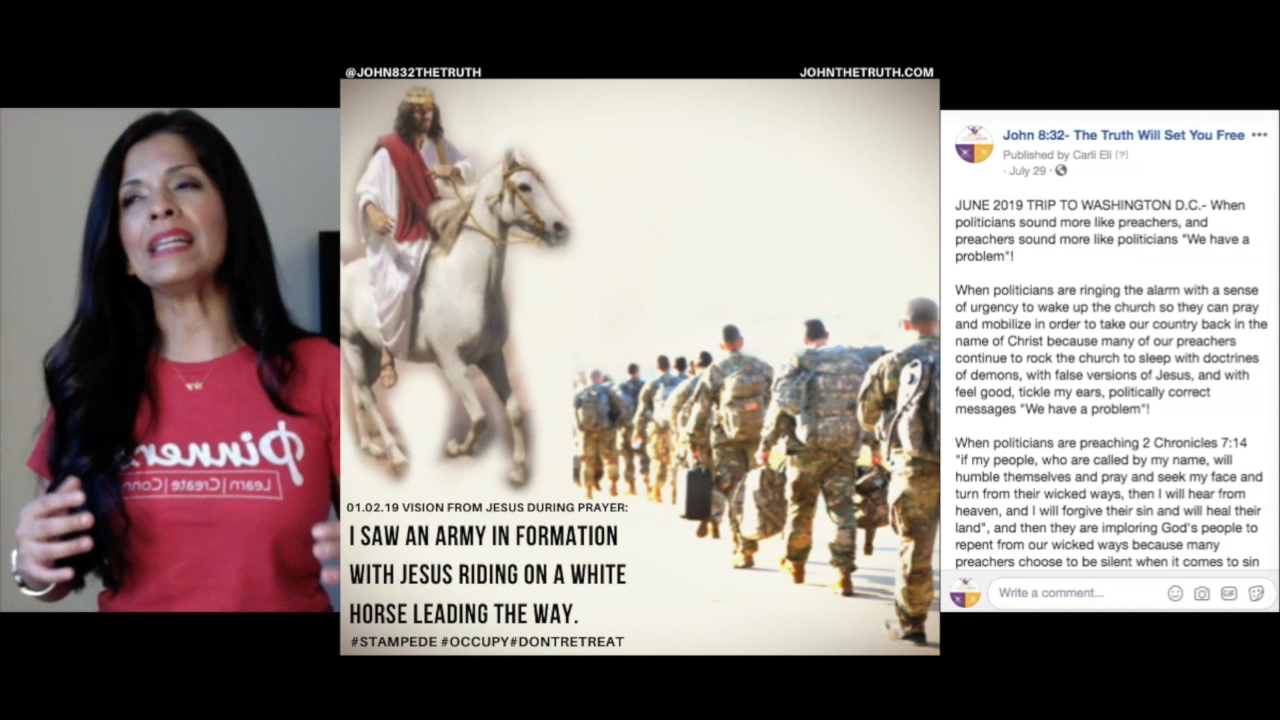 Pinners
Learn | Create | Conn
@JOHN832THETRUTH
JOHNTHETRUTH.COM
01.02.19 VISION FROM JESUS DURING PRAYER:
I SAW AN ARMY IN FORMATION
WITH JESUS RIDING ON A WHITE
HORSE LEADING THE WAY.
#STAMPEDE #OCCUPY#DONTRETREAT
John 8:32- The Truth Will Set You Free
Published by Carli Eli [?]
· July 29 ·
JUNE 2019 TRIP TO WASHINGTON D.C.- When
politicians sound more like preachers, and
preachers sound more like politicians "We have a
problem"!
When politicians are ringing the alarm with a sense
of urgency to wake up the church so they can pray
and mobilize in order to take our country back in the
name of Christ because many of our preachers
continue to rock the church to sleep with doctrines
of demons, with false versions of Jesus, and with
feel good, tickle my ears, politically correct
messages "We have a problem"!
When politicians are preaching 2 Chronicles 7:14
"if my people, who are called by my name, will
humble themselves and pray and seek my face and
turn from their wicked ways, then I will hear from
heaven, and I will forgive their sin and will heal their
land", and then they are imploring God's people to
repent from our wicked ways because many
preachers choose to be silent when it comes to sin
Write a comment...
GIF